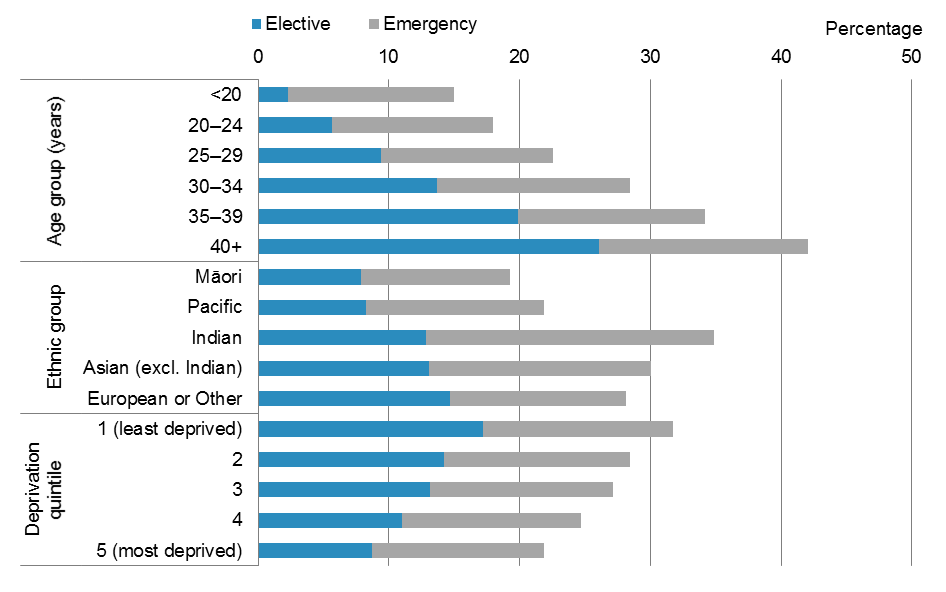 Elective Emergency
Percentage
0 10 20 30 40 50
Age group (years)
<20
20–24
25–29
30–34
35–39
40+
Ethnic group
Māori
Pacific
Indian
Asian (excl. Indian)
European or Other
Deprivation
quintile
1 (least deprived)
2
3
4
5 (most deprived)